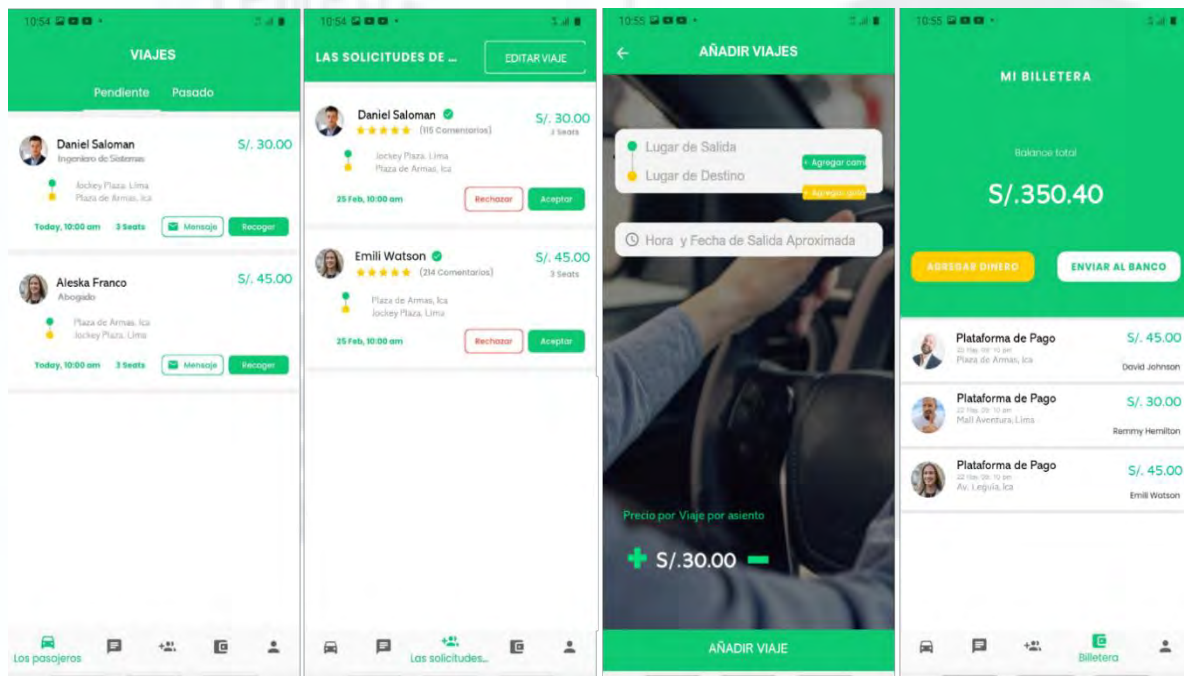 10:54
VIAJES
Pendiente Pasado
Daniel Saloman S/. 30.00
Ingeniero de Sistemas
Jockey Plaza, Lima
Plaza de Armas, Ica
Today, 10:00 am 3 Seats Mensaje Recoger
Aleska Franco S/. 45.00
Abogado
Plaza de Armas, Ica
Jockey Plaza, Lima
Today, 10:00 am 3 Seats Mensaje Recoger
Los pasajeros
10:54
LAS SOLICITUDES DE ... EDITAR VIAJE
Daniel Saloman S/. 30.00
(115 Comentarios) 3 Seats
Jockey Plaza, Lima
Plaza de Armas, Ica
25 Feb, 10:00 am Rechazar Aceptar
Emili Watson S/. 45.00
(214 Comentarios) 3 Seats
Plaza de Armas, Ica
Jockey Plaza, Lima
25 Feb, 10:00 am Rechazar Aceptar
Las solicitudes...
10:55
AÑADIR VIAJES
Lugar de Salida
+ Agregar cami
Lugar de Destino
+ Agregar
Hora y Fecha de Salida Aproximada
Precio por Viaje por asiento
+ S/.30.00 −
AÑADIR VIAJE
10:55
MI BILLETERA
Balance total
S/.350.40
AGREGAR DINERO ENVIAR AL BANCO
Plataforma de Pago S/. 45.00
Plaza de Armas, Ica
David Johnson
Plataforma de Pago S/. 30.00
Mall Aventura, Lima
Remmy Hemilton
Plataforma de Pago S/. 45.00
Av. Leguia, Ica
Emili Watson
Billetera